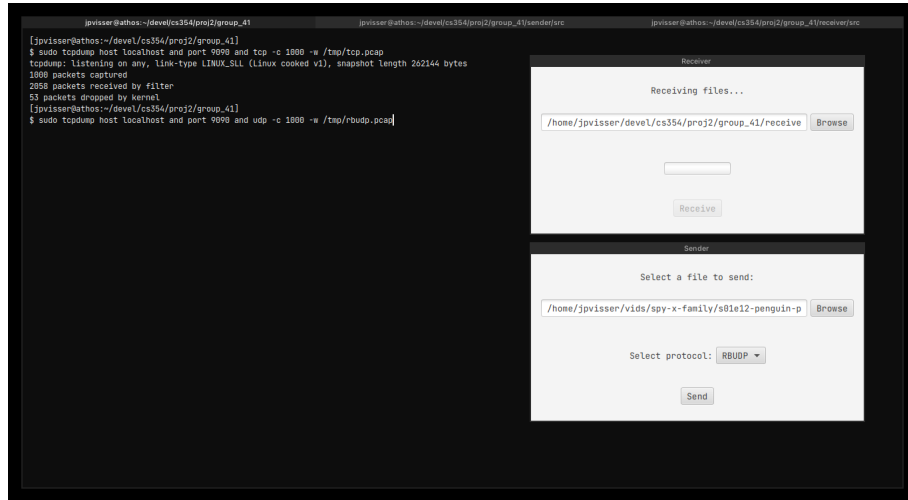 jpvisser@athos:~/devel/cs354/proj2/group_41
jpvisser@athos:~/devel/cs354/proj2/group_41/sender/src
jpvisser@athos:~/devel/cs354/proj2/group_41/receiver/src
[jpvisser@athos:~/devel/cs354/proj2/group_41]
$ sudo tcpdump host localhost and port 9090 and tcp -c 1000 -w /tmp/tcp.pcap
tcpdump: listening on any, link-type LINUX_SLL (Linux cooked v1), snapshot length 262144 bytes
1000 packets captured
2058 packets received by filter
53 packets dropped by kernel
[jpvisser@athos:~/devel/cs354/proj2/group_41]
$ sudo tcpdump host localhost and port 9090 and udp -c 1000 -w /tmp/rbudp.pcap
Receiver
Receiving files...
/home/jpvisser/devel/cs354/proj2/group_41/receive
Browse
Receive
Sender
Select a file to send:
/home/jpvisser/vids/spy-x-family/s01e12-penguin-p
Browse
Select protocol: RBUDP
Send